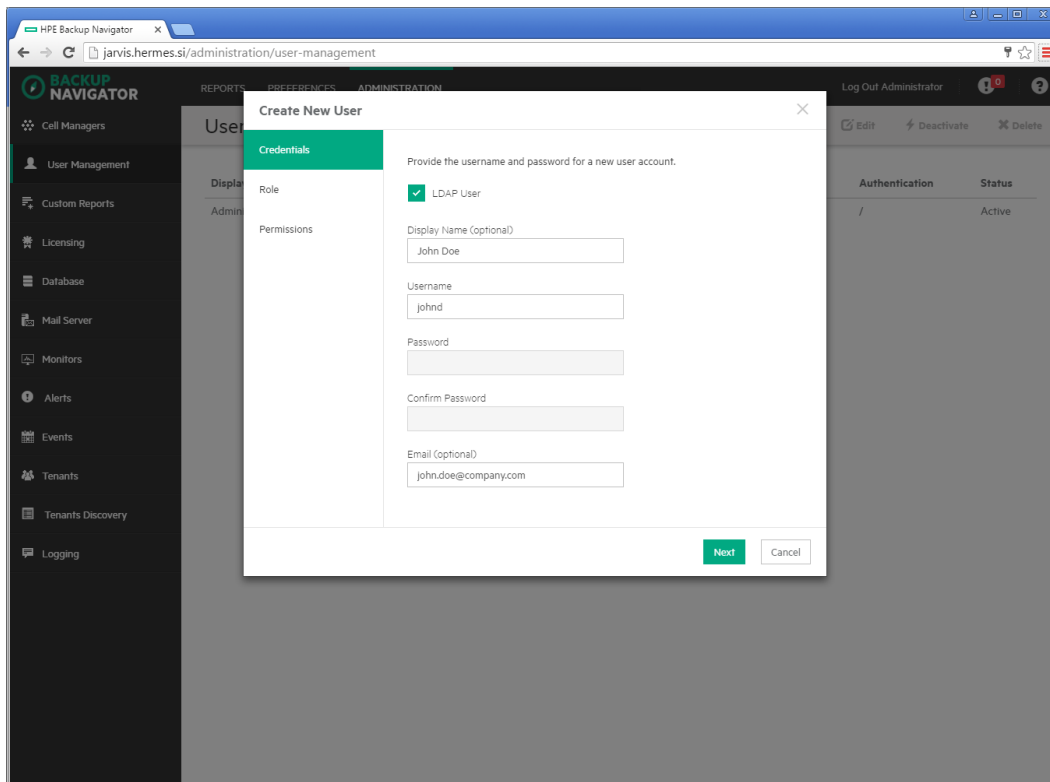 HPE Backup Navigator
jarvis.hermes.si/administration/user-management
BACKUP
NAVIGATOR
REPORTS PREFERENCES ADMINISTRATION
Log Out Administrator
0
Cell Managers
User Management
Custom Reports
Licensing
Database
Mail Server
Monitors
Alerts
Events
Tenants
Tenants Discovery
Logging
User
Edit Deactivate Delete
Displa
Authentication Status
Admini
/ Active
Create New User
Credentials
Role
Permissions
Provide the username and password for a new user account.
LDAP User
Display Name (optional)
John Doe
Username
johnd
Password
Confirm Password
Email (optional)
john.doe@company.com
Next Cancel